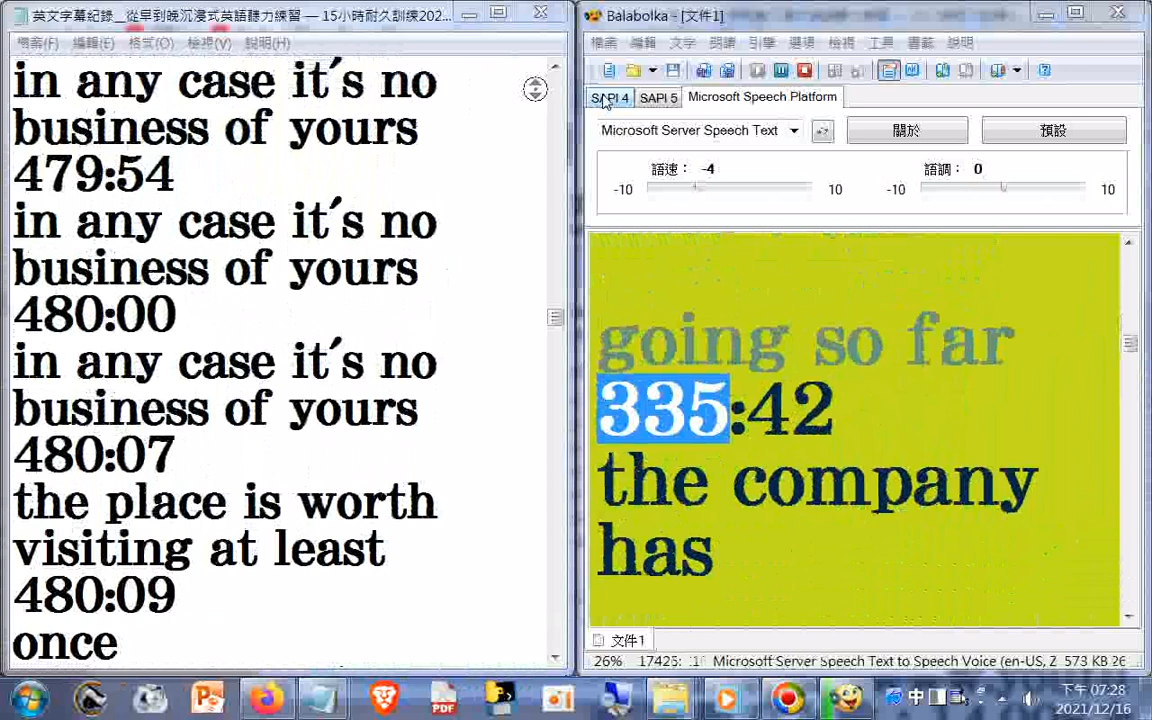 英文字幕紀錄__從早到晚沉浸式英語聽力練習 — 15小時耐久訓練202...
檔案(F) 編輯(E) 格式(O) 檢視(V) 說明(H)
in any case it's no
business of yours
479:54
in any case it's no
business of yours
480:00
in any case it's no
business of yours
480:07
the place is worth
visiting at least
480:09
once
Balabolka - [文件1]
檔案 編輯 文字 朗讀 引擎 選項 檢視 工具 書籤 說明
SAPI 4 SAPI 5 Microsoft Speech Platform
Microsoft Server Speech Text +? 關於 預設
語速： -4 語調： 0
-10 10 -10 10
going so far
335:42
the company
has
文件1
26% 17425: Microsoft Server Speech Text to Speech Voice (en-US, Z 573 KB 26
中
下午 07:28
2021/12/16